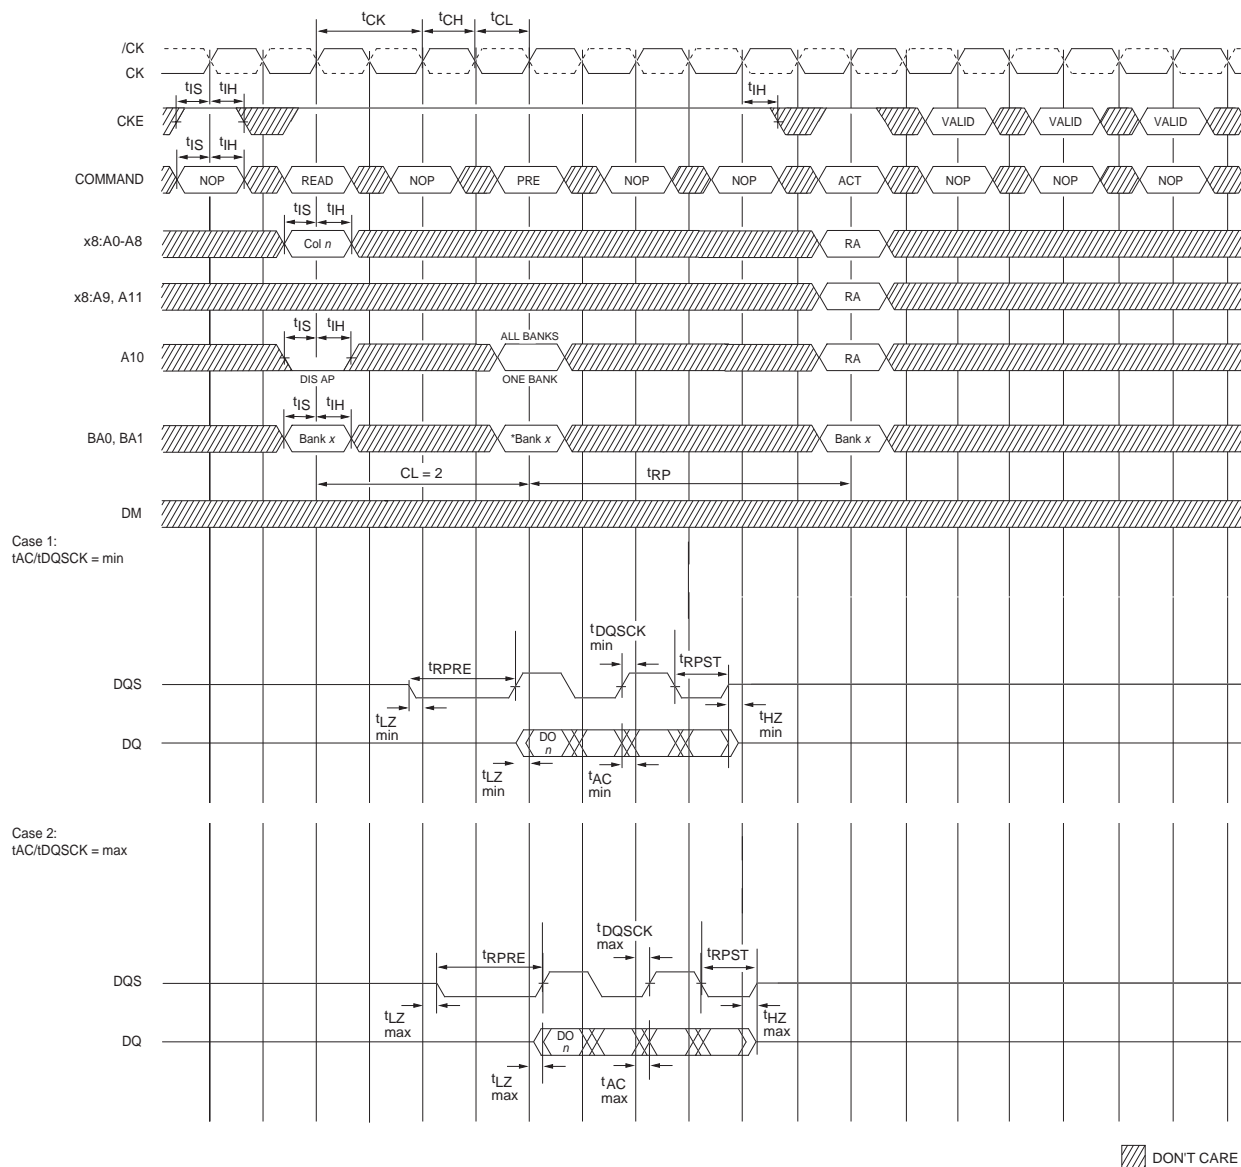 tCK tCH tCL
/CK
CK
tIS tIH tIH
CKE VALID VALID VALID
tIS tIH
COMMAND NOP READ NOP PRE NOP NOP ACT NOP NOP NOP
tIS tIH
x8:A0-A8 Col n RA
x8:A9, A11 RA
tIS tIH ALL BANKS
A10 RA
DIS AP ONE BANK
tIS tIH
BA0, BA1 Bank x *Bank x Bank x
CL = 2 tRP
DM
Case 1:
tAC/tDQSCK = min
tDQSCK
min
tRPRE tRPST
DQS
tLZ
min
tHZ
min
DQ DO
n
tLZ
min
tAC
min
Case 2:
tAC/tDQSCK = max
tDQSCK
max
tRPRE tRPST
DQS
tLZ
max
tHZ
max
DQ DO
n
tLZ
max
tAC
max
DON'T CARE